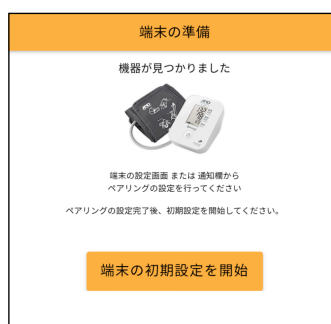 端末の準備
機器が見つかりました
端末の設定画面 または 通知欄から
ペアリングの設定を行ってください
ペアリングの設定完了後、初期設定を開始してください。
端末の初期設定を開始